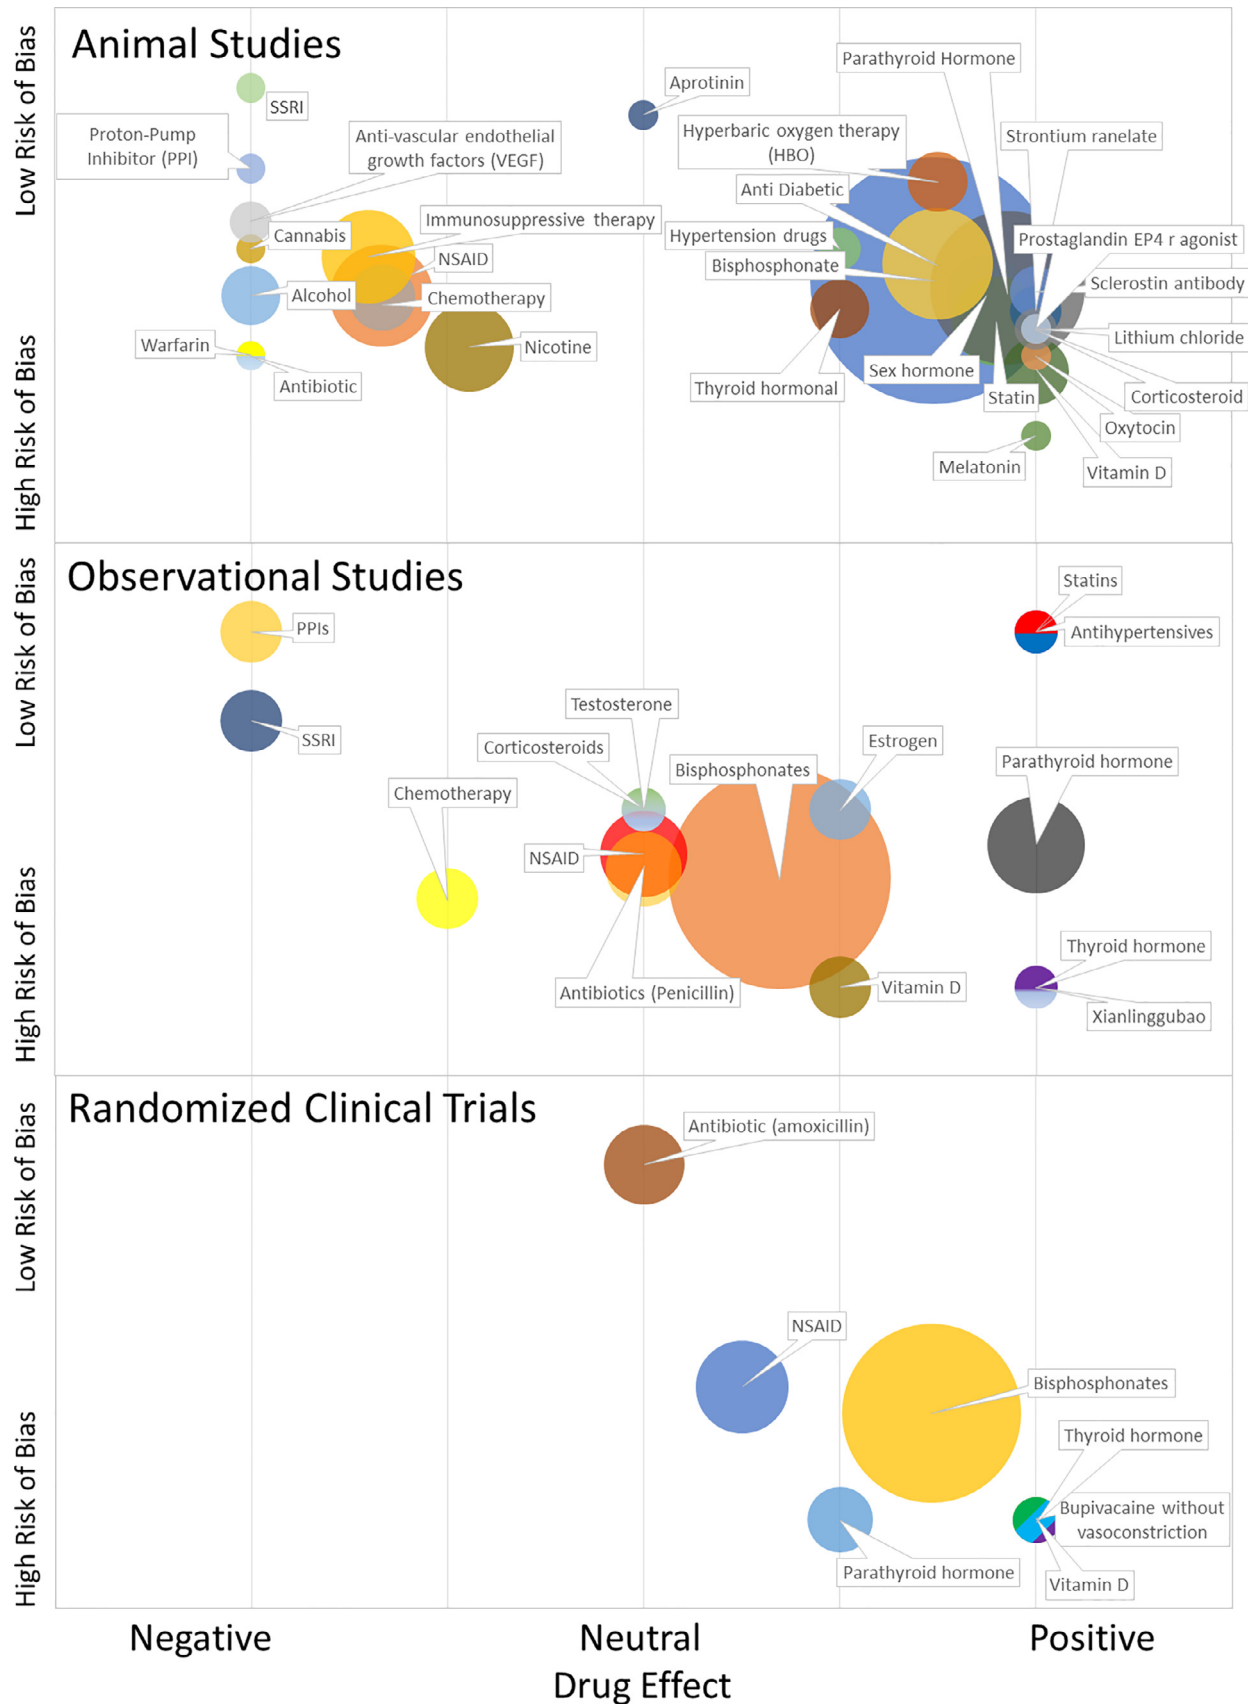 Animal Studies
Low Risk of Bias
High Risk of Bias
SSRI
Proton-Pump
Inhibitor (PPI)
Anti-vascular endothelial
growth factors (VEGF)
Cannabis
Immunosuppressive therapy
NSAID
Alcohol
Chemotherapy
Warfarin
Antibiotic
Nicotine
Aprotinin
Parathyroid Hormone
Hyperbaric oxygen therapy
(HBO)
Strontium ranelate
Anti Diabetic
Hypertension drugs
Prostaglandin EP4 r agonist
Bisphosphonate
Sclerostin antibody
Lithium chloride
Thyroid hormonal
Sex hormone
Statin
Corticosteroid
Oxytocin
Melatonin
Vitamin D
Observational Studies
Low Risk of Bias
High Risk of Bias
PPIs
SSRI
Statins
Antihypertensives
Testosterone
Corticosteroids
Bisphosphonates
Estrogen
Parathyroid hormone
Chemotherapy
NSAID
Antibiotics (Penicillin)
Vitamin D
Thyroid hormone
Xianlinggubao
Randomized Clinical Trials
Low Risk of Bias
High Risk of Bias
Antibiotic (amoxicillin)
NSAID
Bisphosphonates
Thyroid hormone
Bupivacaine without
vasoconstriction
Parathyroid hormone
Vitamin D
Negative
Neutral
Positive
Drug Effect